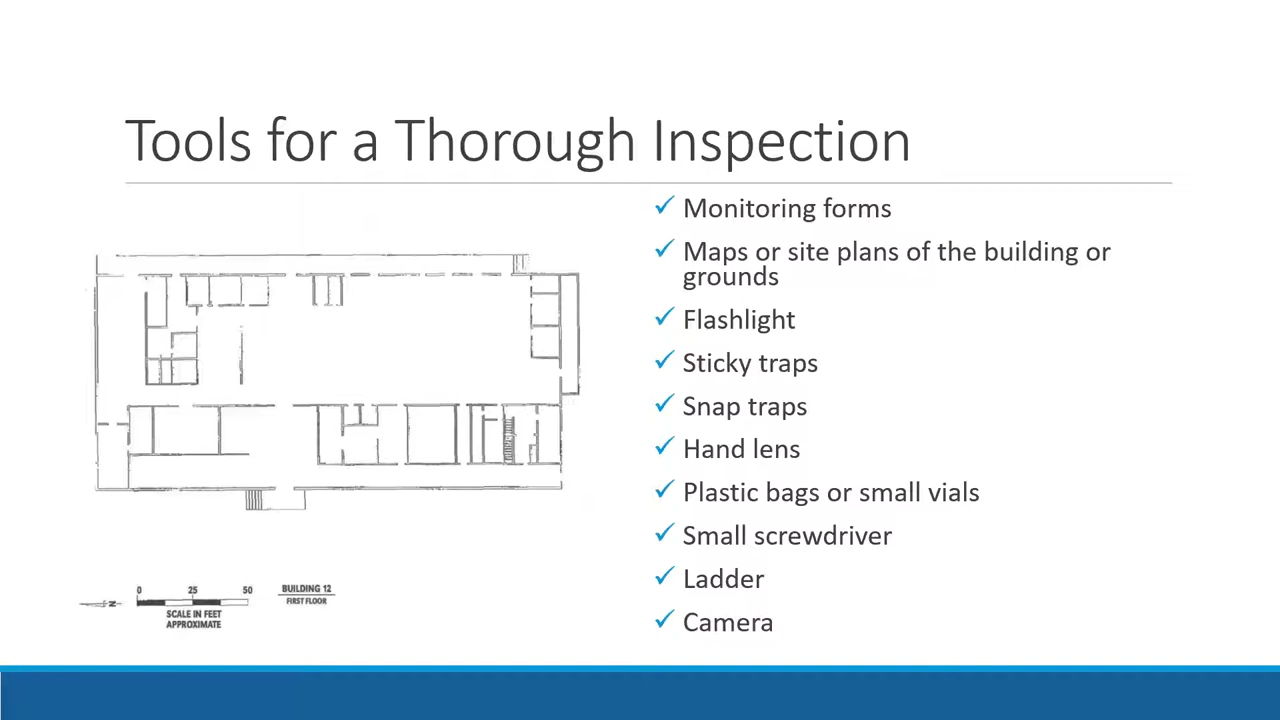 Tools for a Thorough Inspection
✓ Monitoring forms
✓ Maps or site plans of the building or
grounds
✓ Flashlight
✓ Sticky traps
✓ Snap traps
✓ Hand lens
✓ Plastic bags or small vials
✓ Small screwdriver
✓ Ladder
✓ Camera
N
0 25 50
SCALE IN FEET
APPROXIMATE
BUILDING 12
FIRST FLOOR